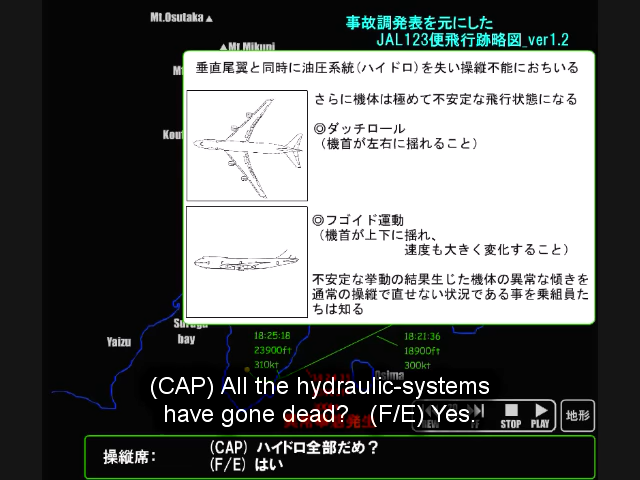 Mt.Osutaka▲
事故調発表を元にした
JAL123便飛行跡略図_ver1.2
▲Mt Mikuni
垂直尾翼と同時に油圧系統(ハイドロ)を失い操縦不能におちいる
さらに機体は極めて不安定な飛行状態になる
◎ダッチロール
(機首が左右に揺れること)
◎フゴイド運動
(機首が上下に揺れ、
速度も大きく変化すること)
不安定な挙動の結果生じた機体の異常な傾きを
通常の操縦で直せない状況である事を乗組員た
ちは知る
Yaizu
bay
18:25:16
23900ft
310kt
18:21:36
18900ft
300kt
(CAP) All the hydraulic-systems
have gone dead? (F/E) Yes.
STOP
PLAY
地形
操縦席:
(CAP) ハイドロ全部だめ?
(F/E) はい